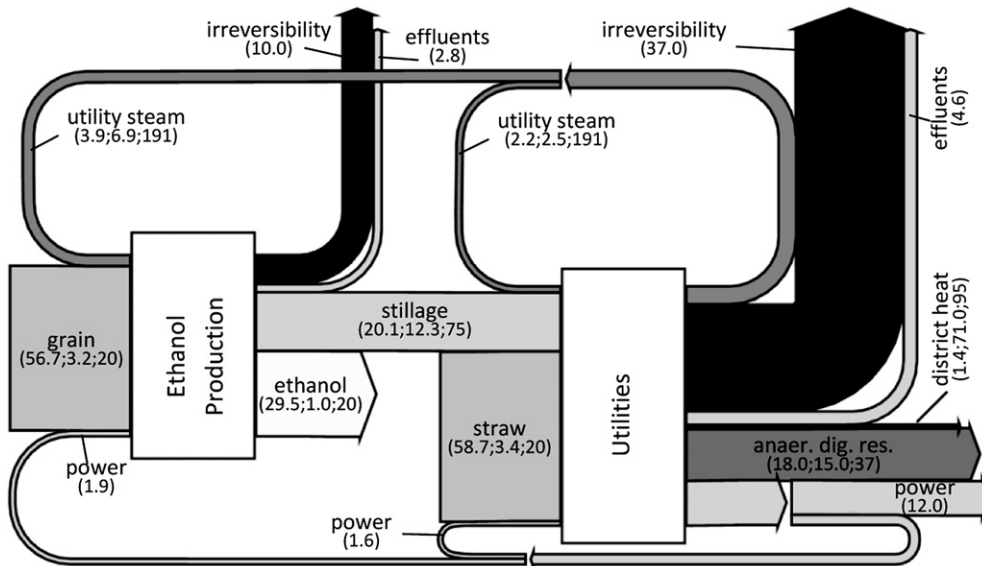 irreversibility
(10.0)
effluents
(2.8)
irreversibility
(37.0)
effluents
(4.6)
utility steam
(3.9;6.9;191)
utility steam
(2.2;2.5;191)
grain
(56.7;3.2;20)
Ethanol
Production
stillage
(20.1;12.3;75)
ethanol
(29.5;1.0;20)
straw
(58.7;3.4;20)
Utilities
district heat
(1.4;71.0;95)
anaer. dig. res.
(18.0;15.0;37)
power
(12.0)
power
(1.9)
power
(1.6)